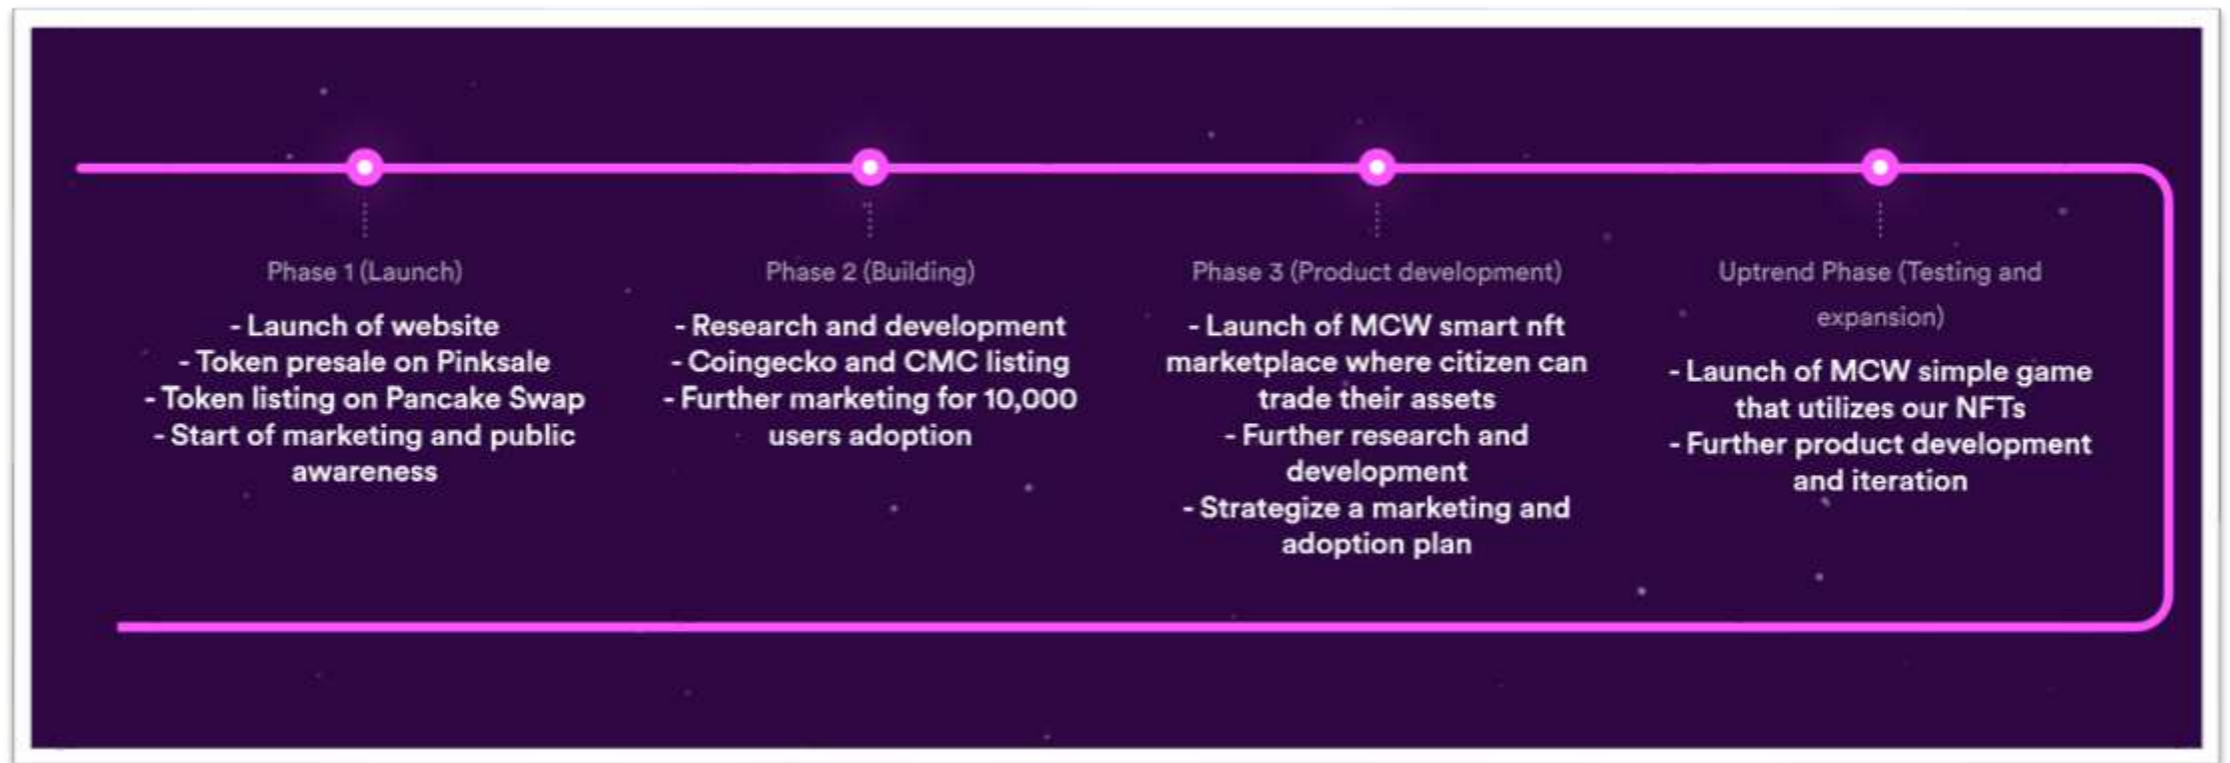 Phase 1 (Launch)
- Launch of website
- Token presale on Pinksale
- Token listing on Pancake Swap
- Start of marketing and public
awareness
Phase 2 (Building)
- Research and development
- Coingecko and CMC listing
- Further marketing for 10,000
users adoption
Phase 3 (Product development)
- Launch of MCW smart nft
marketplace where citizen can
trade their assets
- Further research and
development
- Strategize a marketing and
adoption plan
Uptrend Phase (Testing and
expansion)
- Launch of MCW simple game
that utilizes our NFTs
- Further product development
and iteration